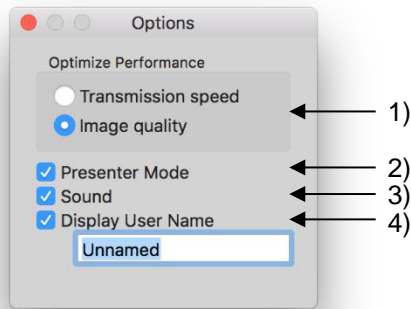 Options
Optimize Performance
Transmission speed
Image quality
1)
Presenter Mode
2)
Sound
3)
Display User Name
4)
Unnamed